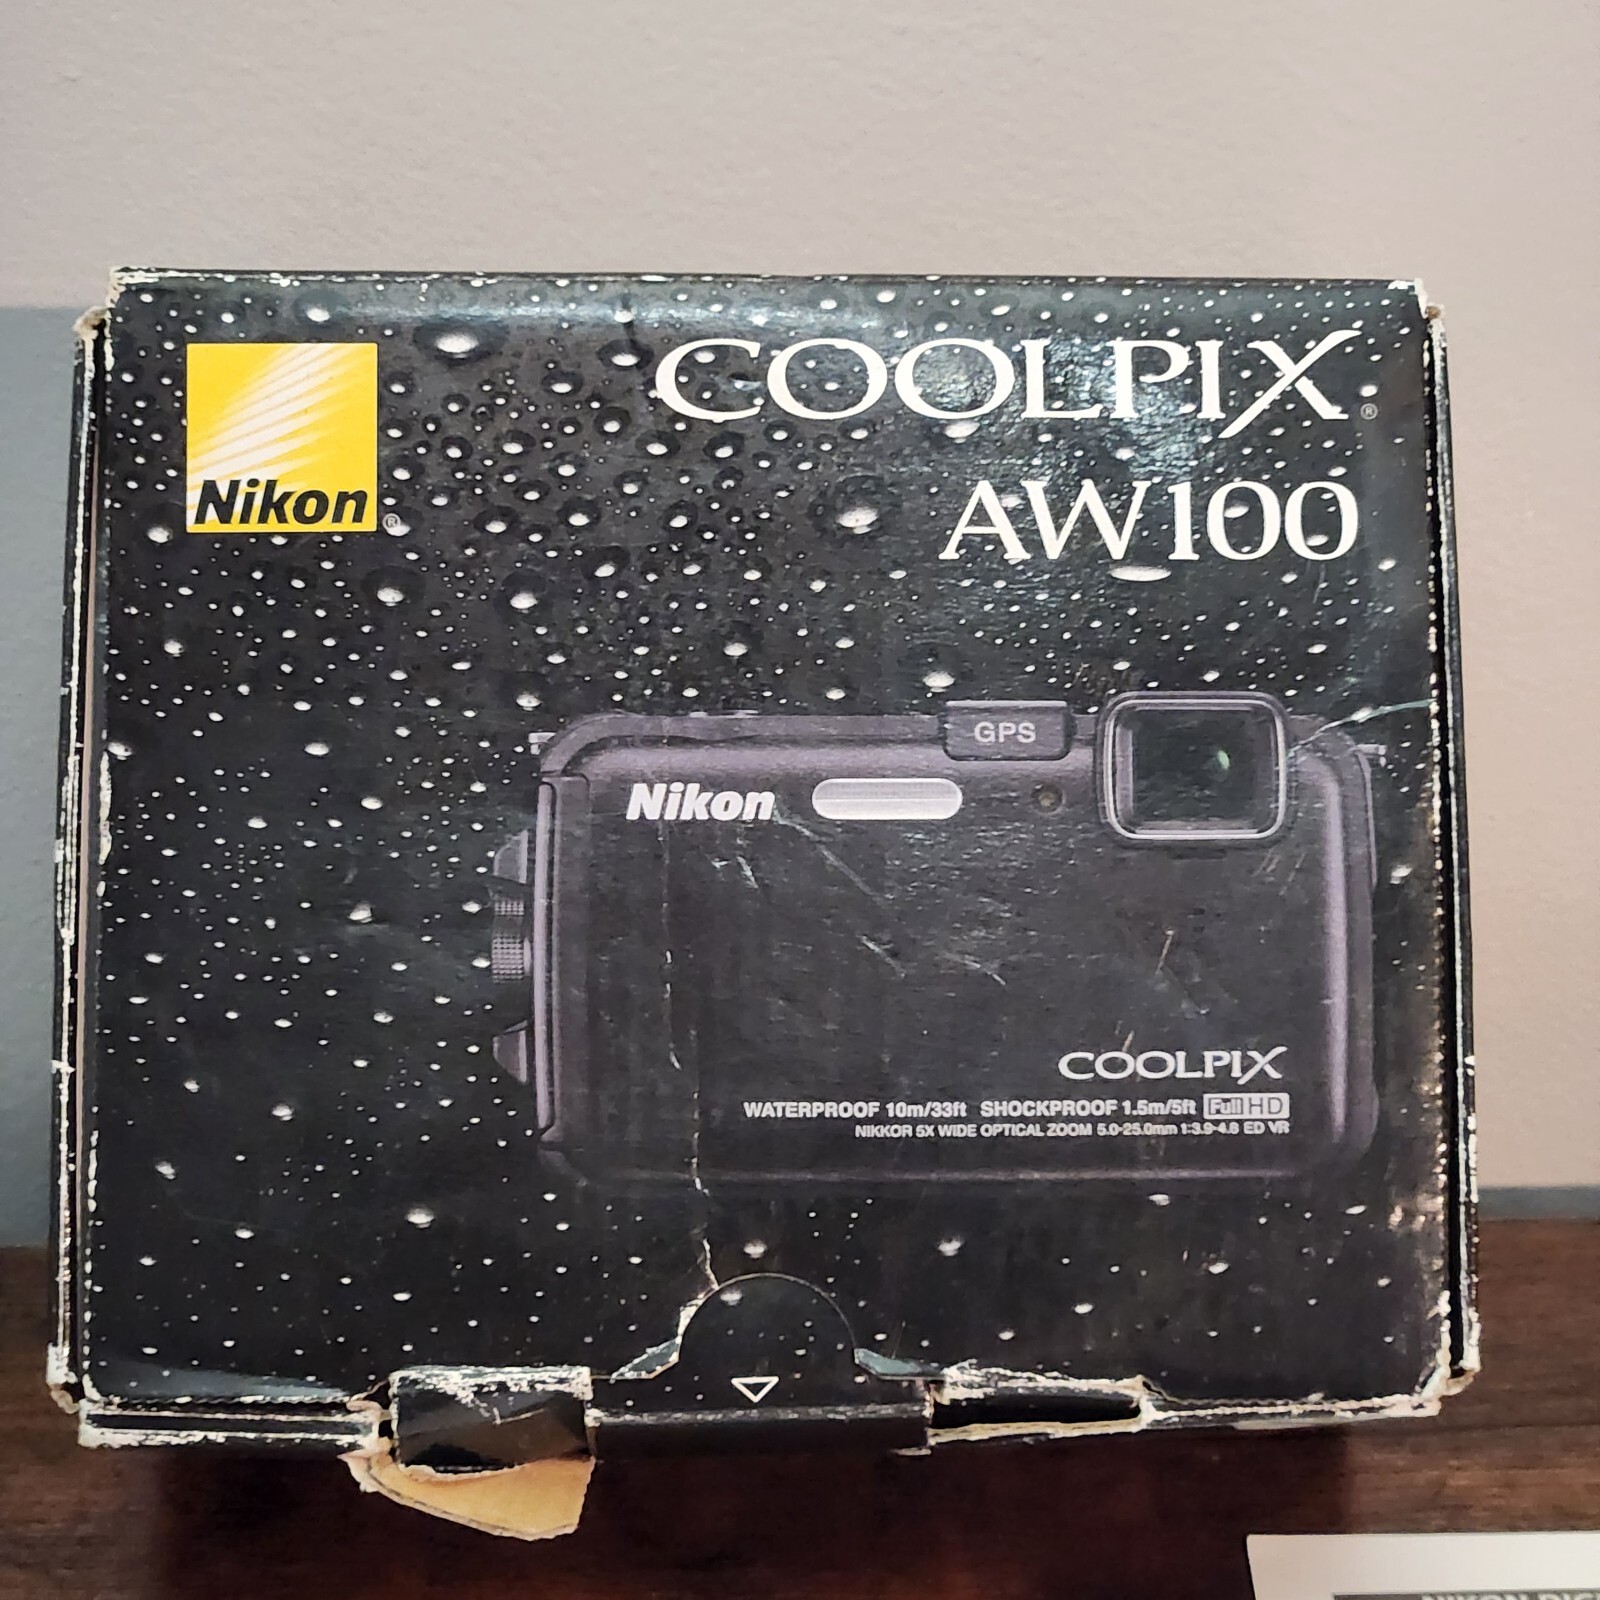 COOLPIX®
AW100
Nikon®
GPS
Nikon
COOLPIX
WATERPROOF 10m/33ft SHOCKPROOF 1.5m/5ft Full HD
NIKKOR 5X WIDE OPTICAL ZOOM 5.0-25.0mm 1:3.9-4.8 ED VR